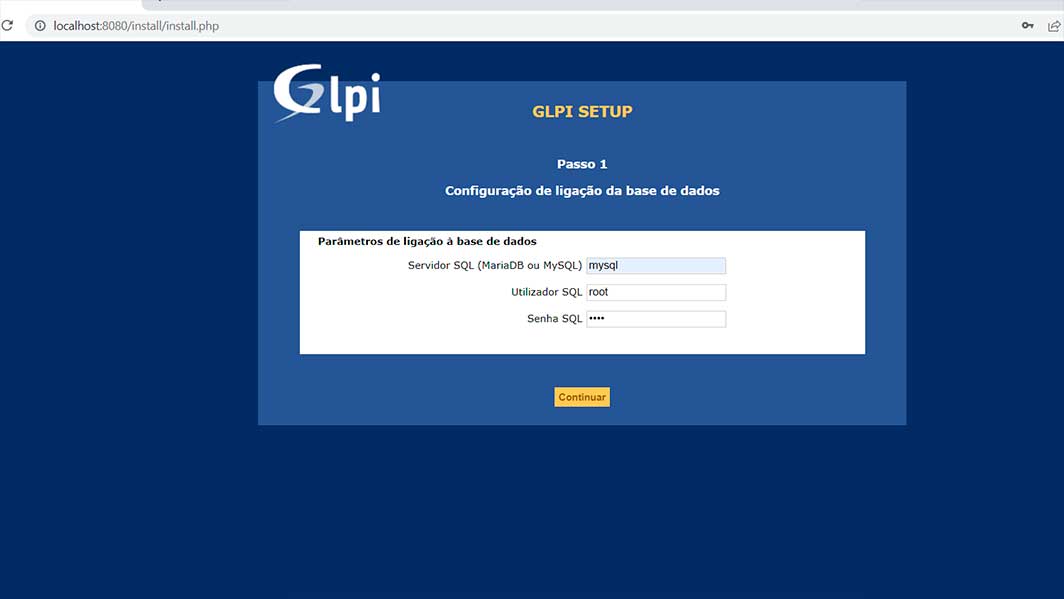 localhost:8080/install/install.php
Glpi
GLPI SETUP
Passo 1
Configuração de ligação da base de dados
Parâmetros de ligação à base de dados
Servidor SQL (MariaDB ou MySQL) mysql
Utilizador SQL root
Senha SQL ••••
Continuar